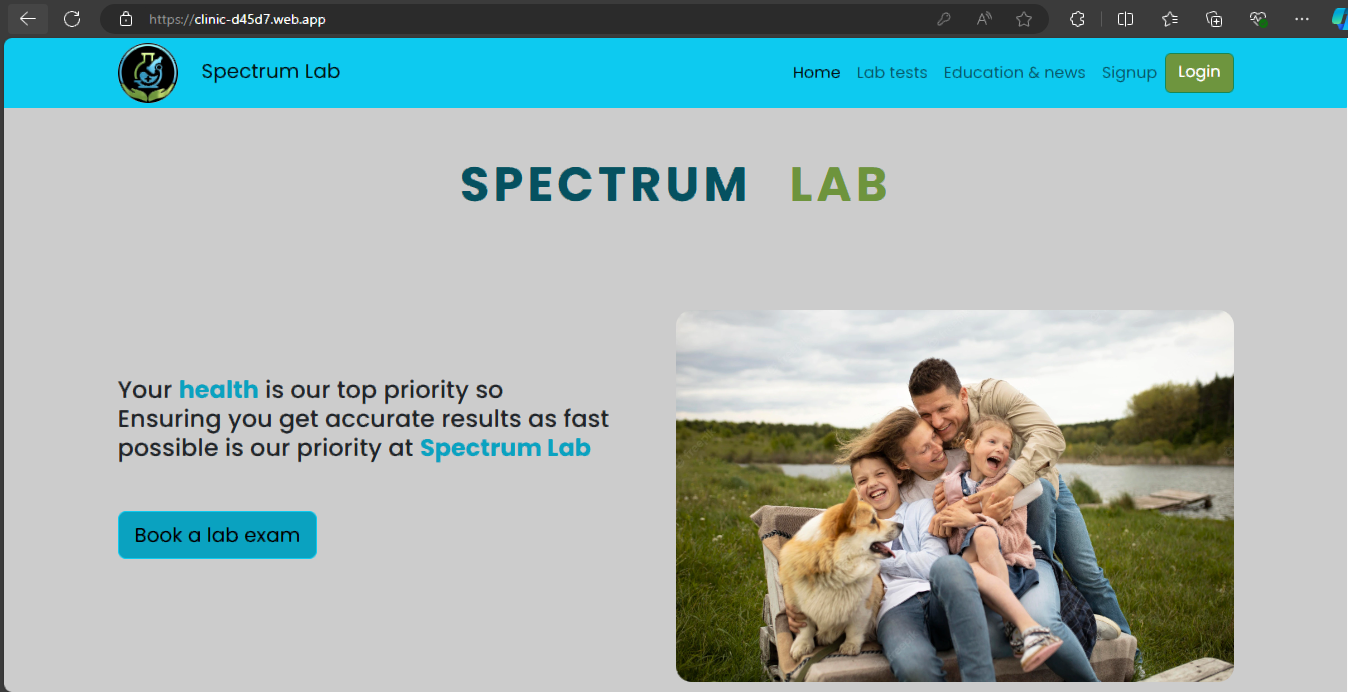 https://clinic-d45d7.web.app
Spectrum Lab
Home
Lab tests
Education & news
Signup
Login
SPECTRUM LAB
Your health is our top priority so
Ensuring you get accurate results as fast
possible is our priority at Spectrum Lab
Book a lab exam